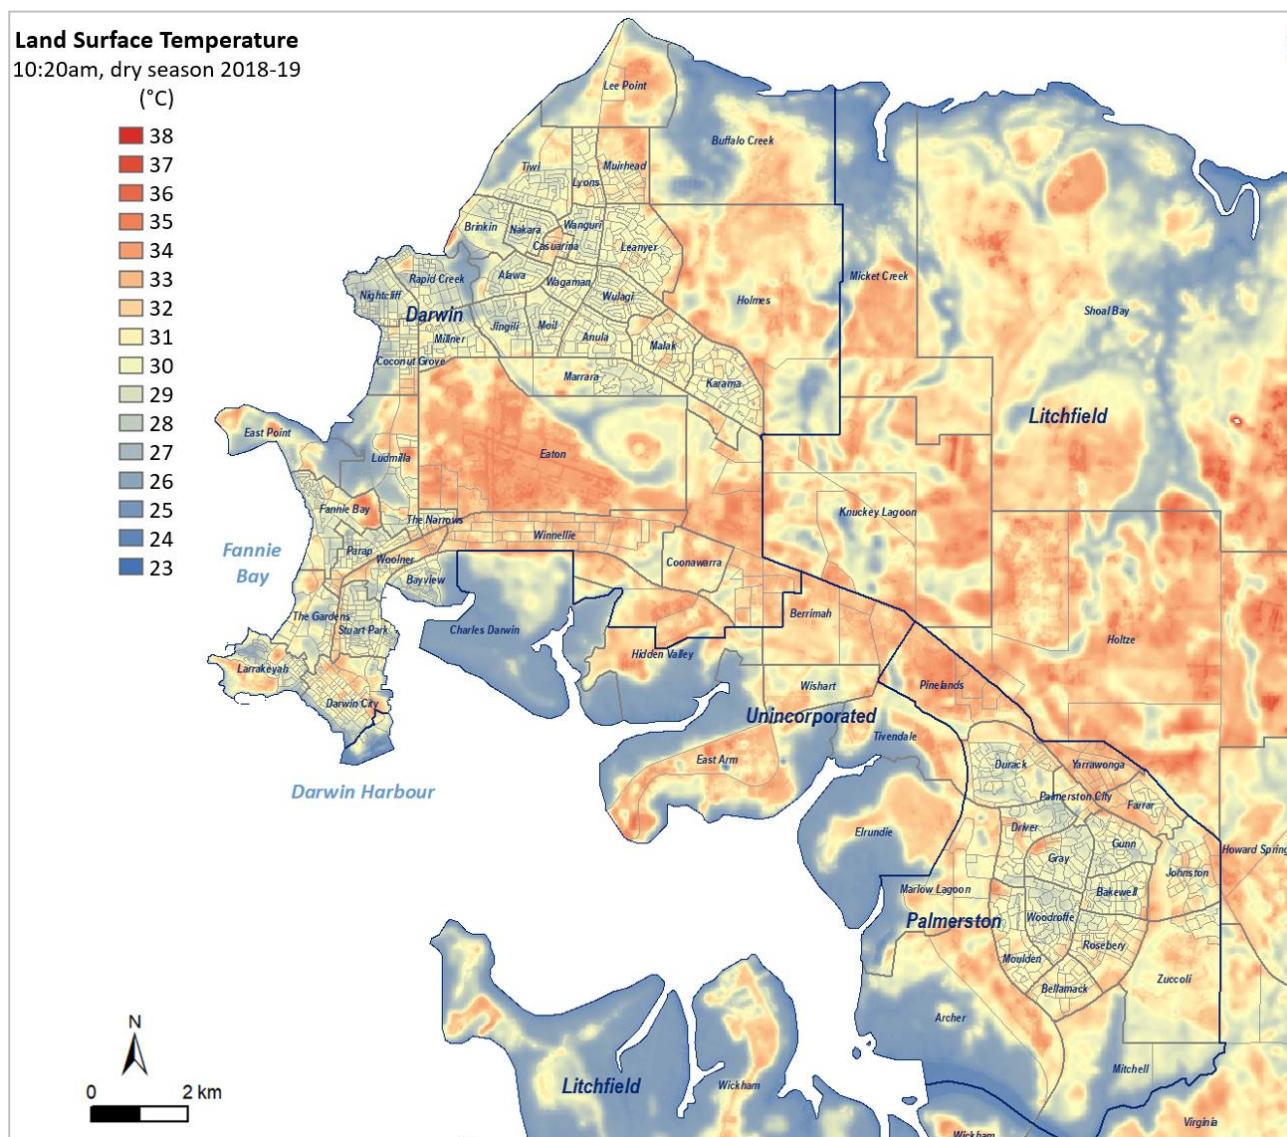 Land Surface Temperature
10:20am, dry season 2018-19
(°C)
38
37
36
35
34
33
32
31
30
29
28
27
26
25
24
23
Lee Point
Buffalo Creek
Tiwi
Lyons
Muirhead
Brinkin
Nakara
Wanguri
Casuarina
Leanyer
Rapid Creek
Alawa
Wagaman
Micket Creek
Nightcliff
Wulagi
Holmes
Shoal Bay
Darwin
Jingili
Moil
Anula
Millner
Malak
Coconut Grove
Marrara
Karama
Litchfield
East Point
Ludmilla
Eaton
Fannie Bay
The Narrows
Knuckey Lagoon
Winnellie
Fannie
Bay
Parap
Woolner
Coonawarra
Bayview
The Gardens
Stuart Park
Charles Darwin
Berrimah
Holtze
Hidden Valley
Larrakeyah
Wishart
Pinelands
Darwin City
Unincorporated
Tivendale
East Arm
Durack
Yarrawonga
Darwin Harbour
Palmerston City
Farrar
Elrundie
Driver
Gray
Gunn
Howard Spring
Johnston
Marlow Lagoon
Bakewell
Palmerston
Woodroffe
Rosebery
Moulden
Zuccoli
Bellamack
Archer
N
0 2 km
Litchfield
Wickham
Mitchell
Virginia
Wickham